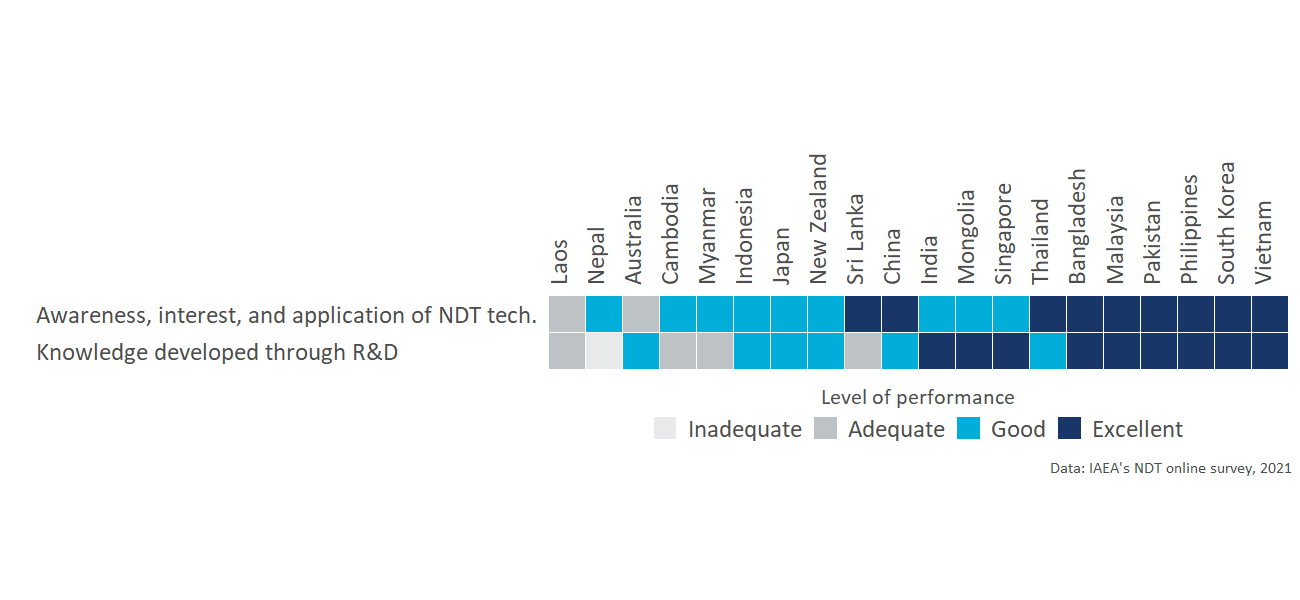 Laos
Nepal
Australia
Cambodia
Myanmar
Indonesia
Japan
New Zealand
Sri Lanka
China
India
Mongolia
Singapore
Thailand
Bangladesh
Malaysia
Pakistan
Philippines
South Korea
Vietnam
Awareness, interest, and application of NDT tech.
Knowledge developed through R&D
Level of performance
Inadequate Adequate Good Excellent
Data: IAEA's NDT online survey, 2021